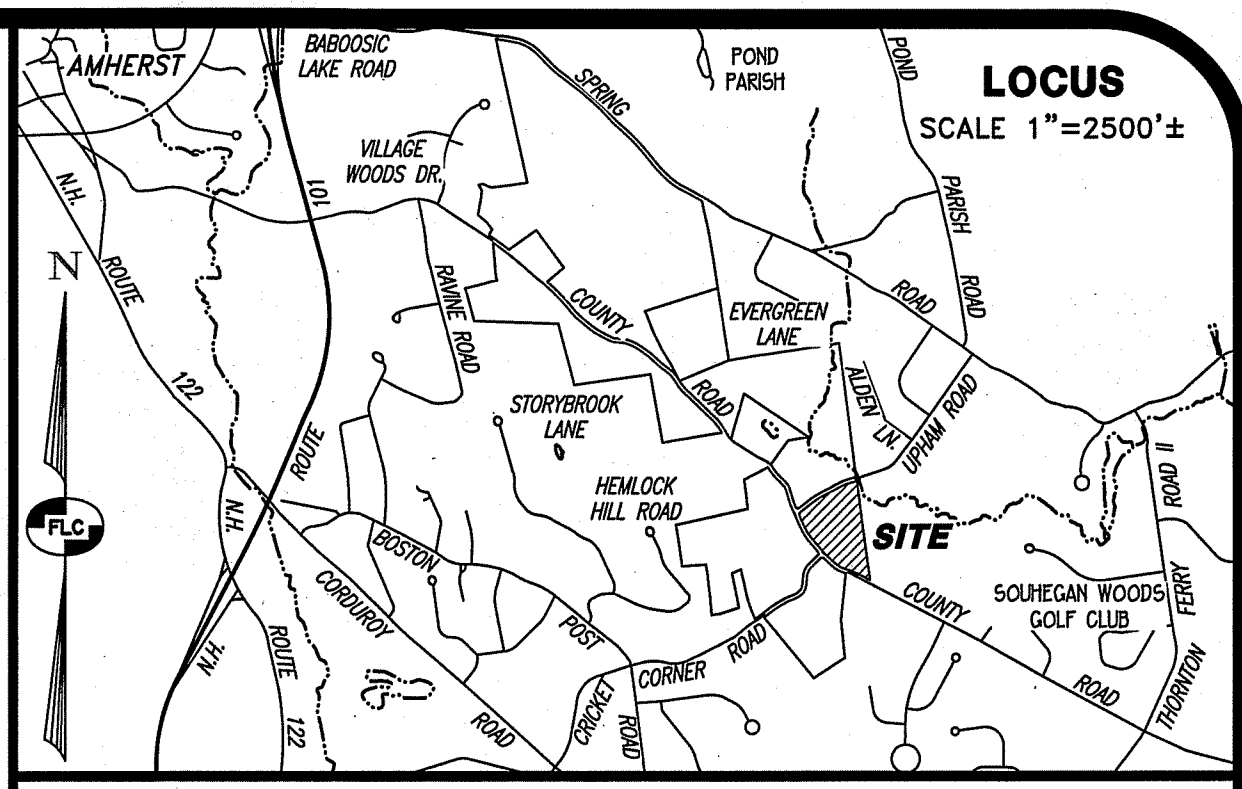 AMHERST
BABOOSIC
LAKE ROAD
SPRING
ROAD
POND
PARISH
POND
PARISH
ROAD
LOCUS
SCALE 1"=2500'±
VILLAGE
WOODS DR.
N.H.
ROUTE
122
101
N
RAVINE ROAD
COUNTY
ROAD
EVERGREEN
LANE
ALDEN LN.
UPHAM ROAD
STORYBROOK
LANE
ROUTE
HEMLOCK
HILL ROAD
SITE
ROAD II
FERRY
THORNTON
FLC
N.H.
BOSTON
POST
ROAD
CORDUROY
ROAD
SOUHEGAN WOODS
GOLF CLUB
COUNTY
ROAD
N.H.
ROUTE
122
CRICKET
CORNER
ROAD